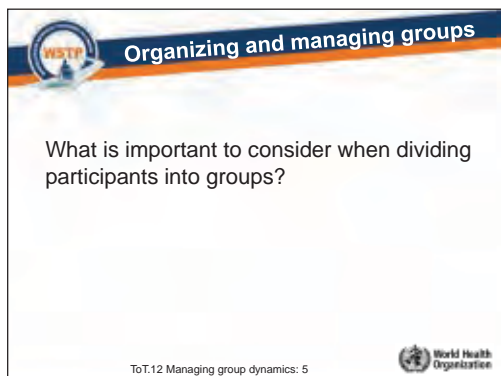 WSTP
Organizing and managing groups
What is important to consider when dividing
participants into groups?
ToT.12 Managing group dynamics: 5
World Health
Organization